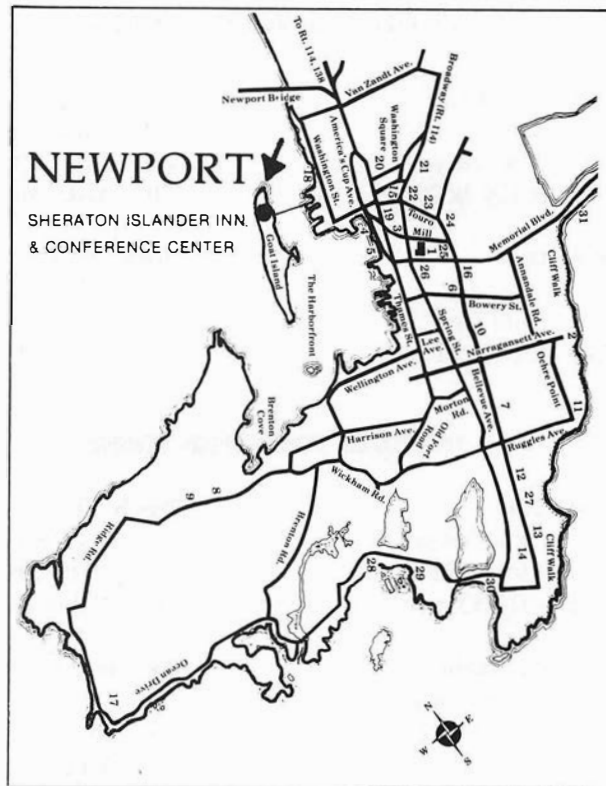 To Rt. 114, 138
Van Zandt Ave.
Broadway (Rt. 114)
Newport Bridge
Washington Square
America's Cup Ave.
Washington St.
20
21
NEWPORT
18
15
22
23
24
SHERATON ISLANDER INN
& CONFERENCE CENTER
19
3
Touro
Mill
Goat Island
4
5
1
25
26
16
Memorial Blvd.
31
The Harborfront
Thames St.
6
Bowery St.
Annandale Rd.
Cliff Walk
Spring St.
10
Lee Ave.
Narragansett Ave.
2
Wellington Ave.
Brenton Cove
Morton Rd.
Bellevue Ave.
7
Ochre Point
11
Harrison Ave.
Old Fort Road
Ruggles Ave
Wickham Rd.
8
9
12
27
13
Cliff Walk
14
Ridge Rd.
Brenton Rd.
28
29
30
Ocean Drive
17
N
E
W
S